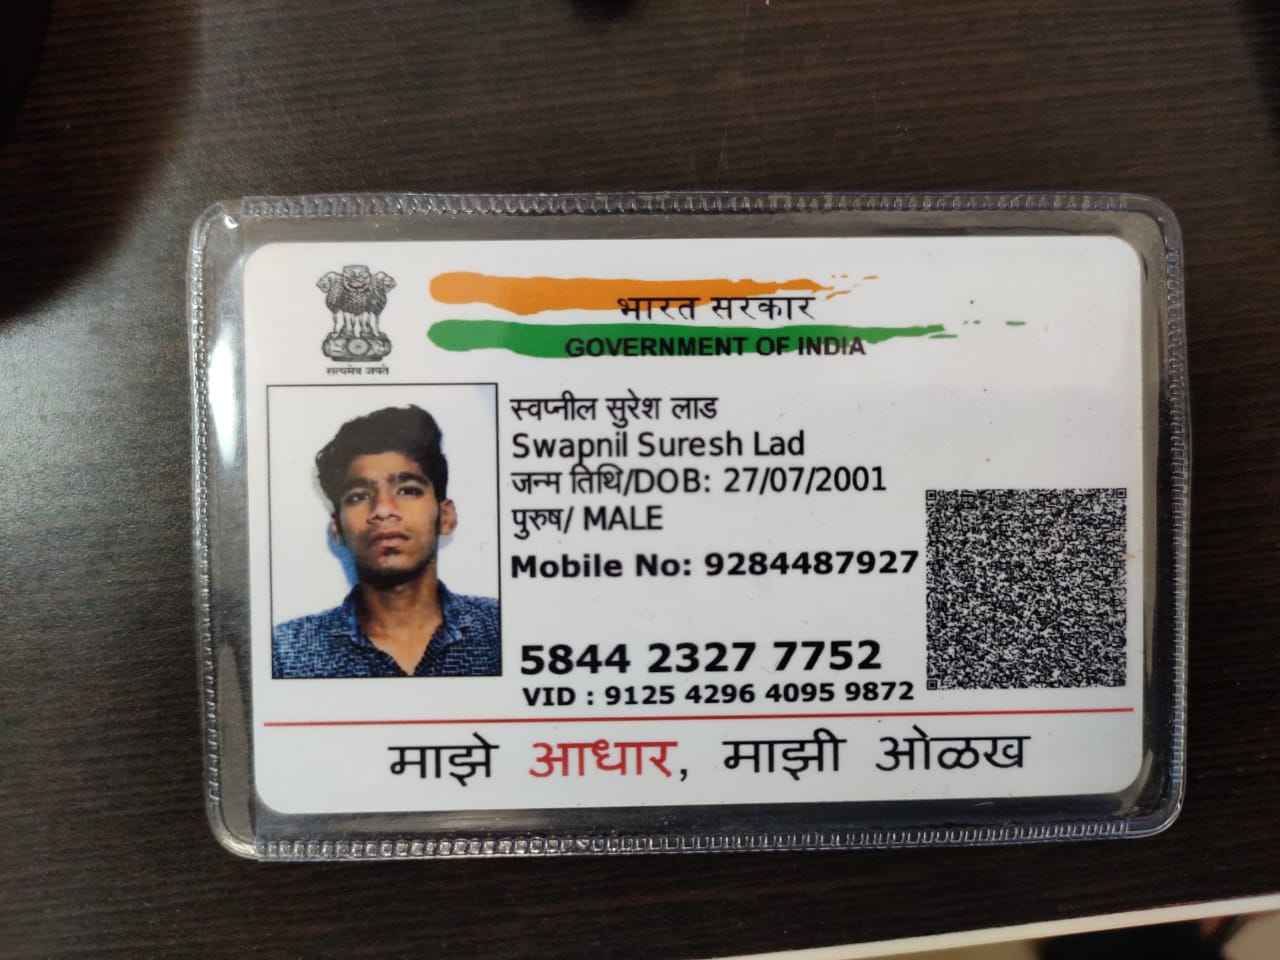 भारत सरकार
GOVERNMENT OF INDIA
सत्यमेव जयते
स्वप्नील सुरेश लाड
Swapnil Suresh Lad
जन्म तिथि/DOB: 27/07/2001
पुरुष/ MALE
Mobile No: 9284487927
5844 2327 7752
VID : 9125 4296 4095 9872
माझे आधार, माझी ओळख